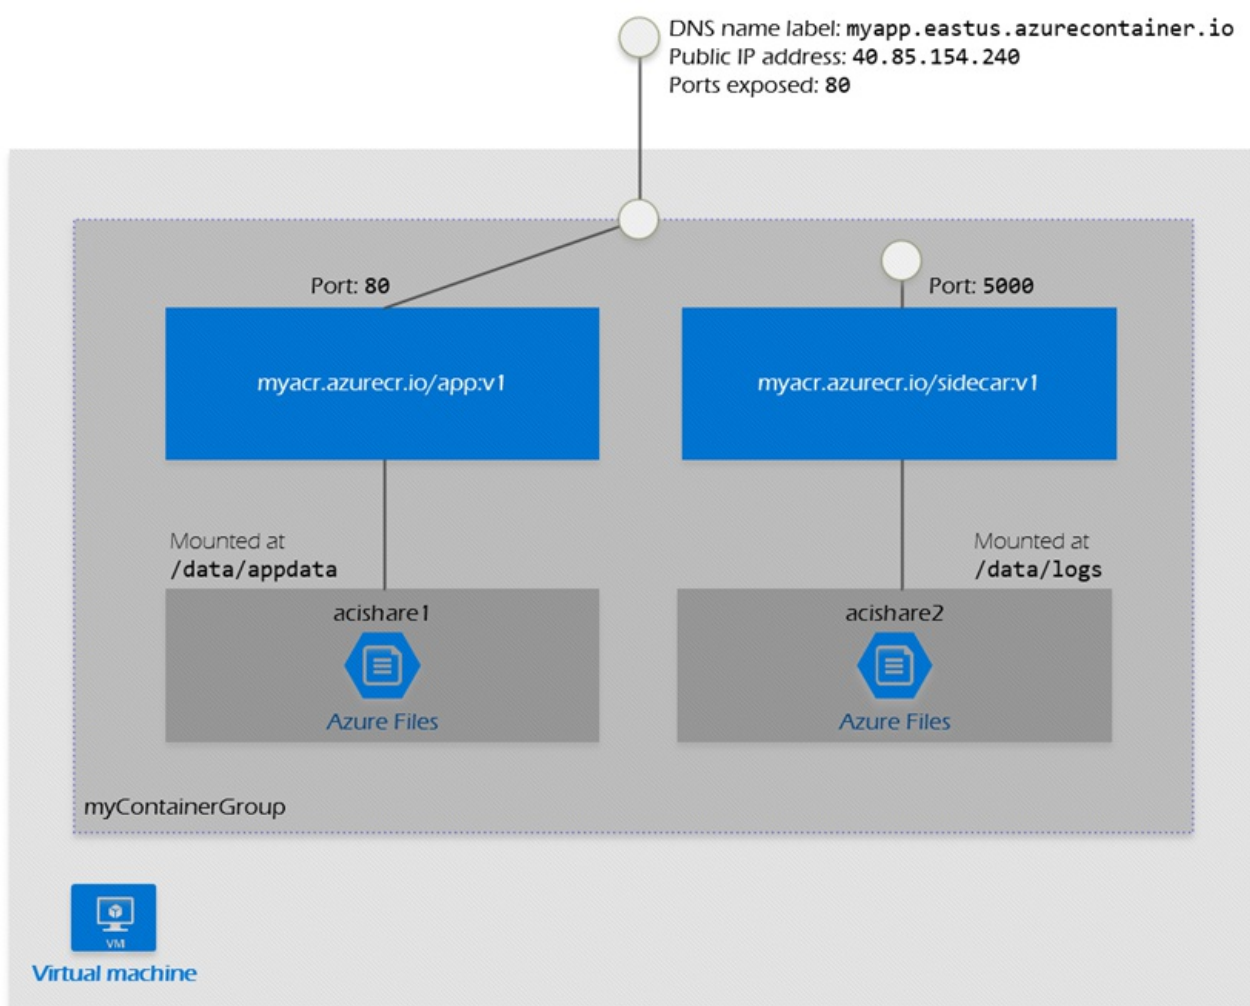 DNS name label: myapp.eastus.azurecontainer.io
Public IP address: 40.85.154.240
Ports exposed: 80
Port: 80
Port: 5000
myacr.azurecr.io/app:v1
myacr.azurecr.io/sidecar:v1
Mounted at
/data/appdata
Mounted at
/data/logs
acishare1
Azure Files
acishare2
Azure Files
myContainerGroup
VM
Virtual machine